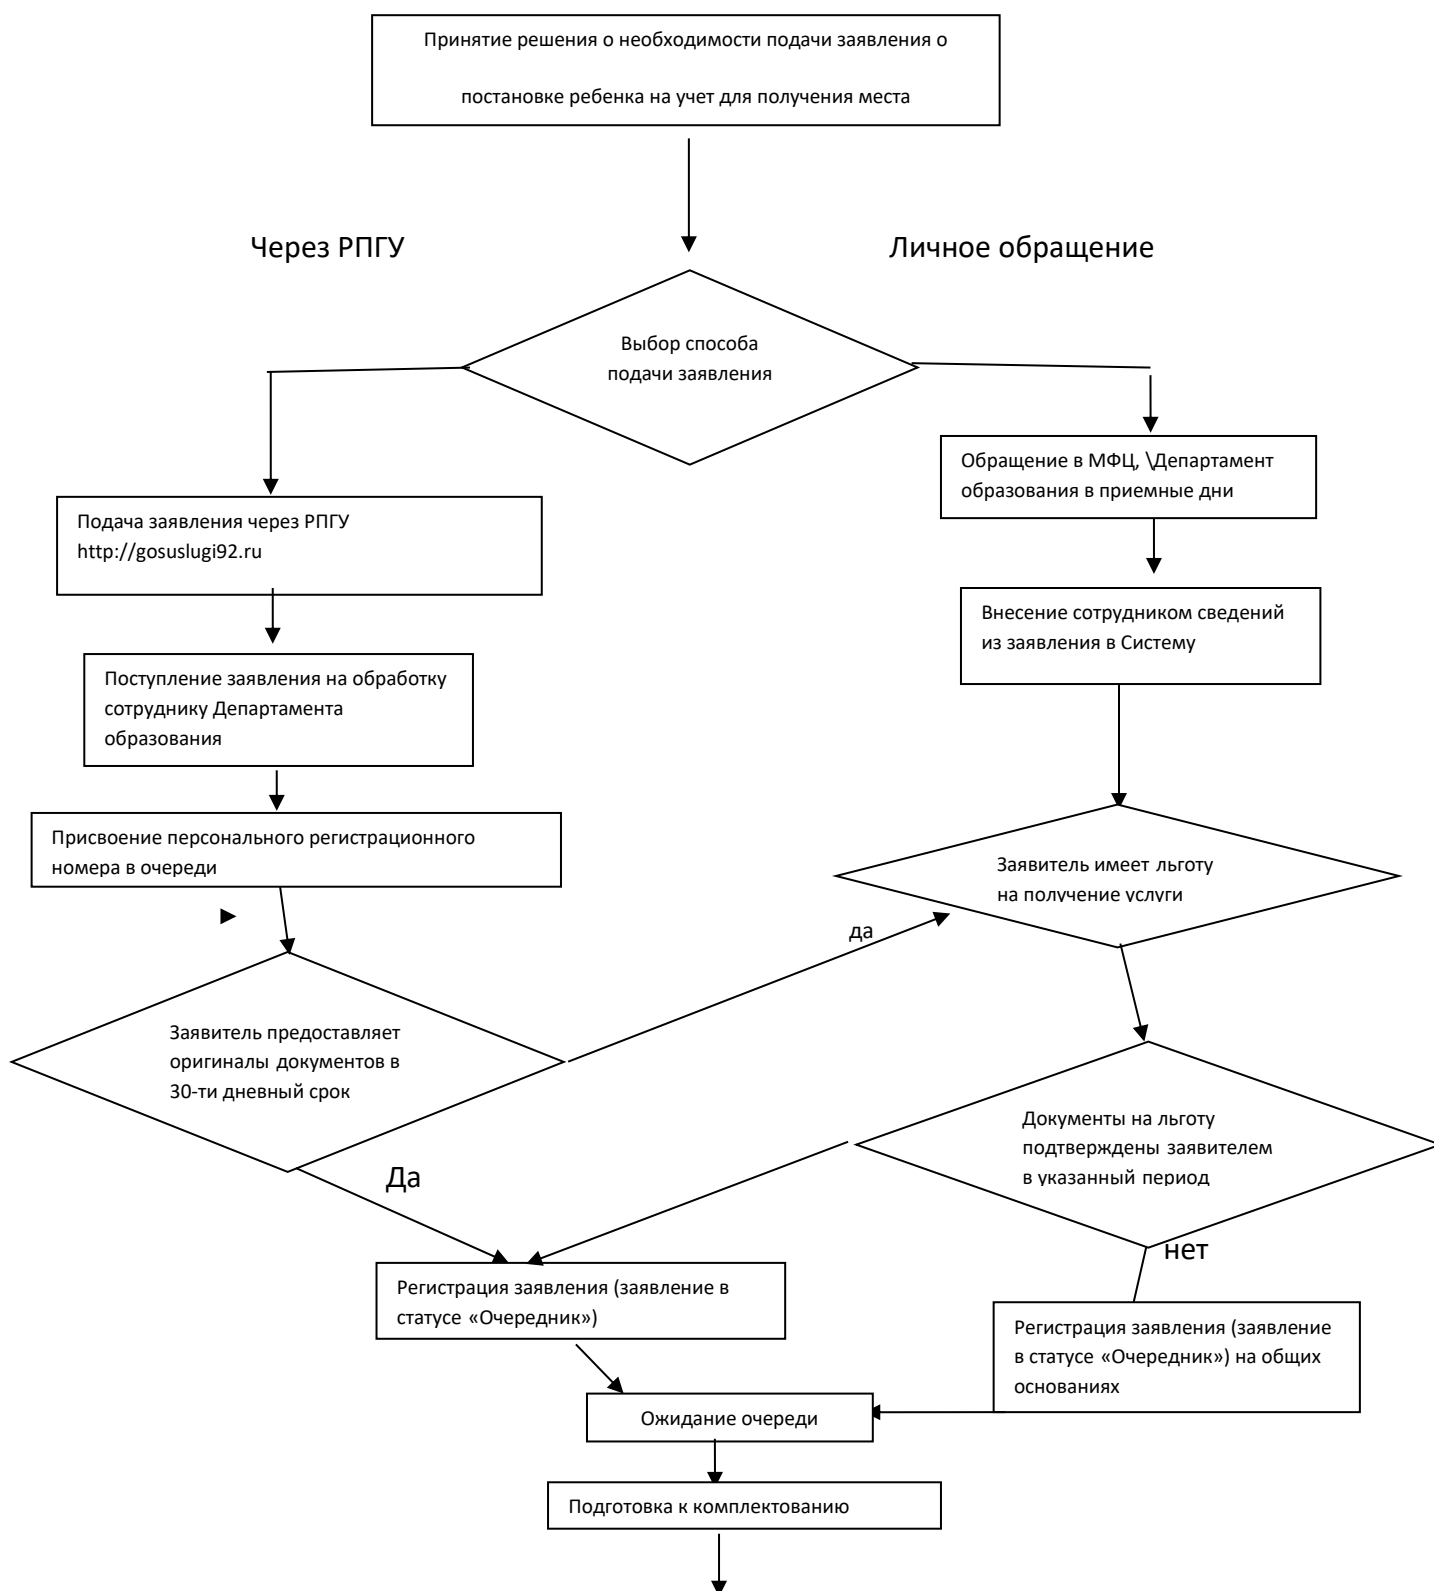 Принятие решения о необходимости подачи заявления о
постановке ребенка на учет для получения места
Через РПГУ
Личное обращение
Выбор способа
подачи заявления
Обращение в МФЦ, \Департамент
образования в приемные дни
Подача заявления через РПГУ
http://gosuslugi92.ru
Внесение сотрудником сведений
из заявления в Систему
Поступление заявления на обработку
сотруднику Департамента
образования
Присвоение персонального регистрационного
номера в очереди
Заявитель имеет льготу
на получение услуги
да
Заявитель предоставляет
оригиналы документов в
30-ти дневный срок
Документы на льготу
подтверждены заявителем
в указанный период
Да
нет
Регистрация заявления (заявление в
статусе «Очередник»)
Регистрация заявления (заявление
в статусе «Очередник») на общих
основаниях
Ожидание очереди
Подготовка к комплектованию